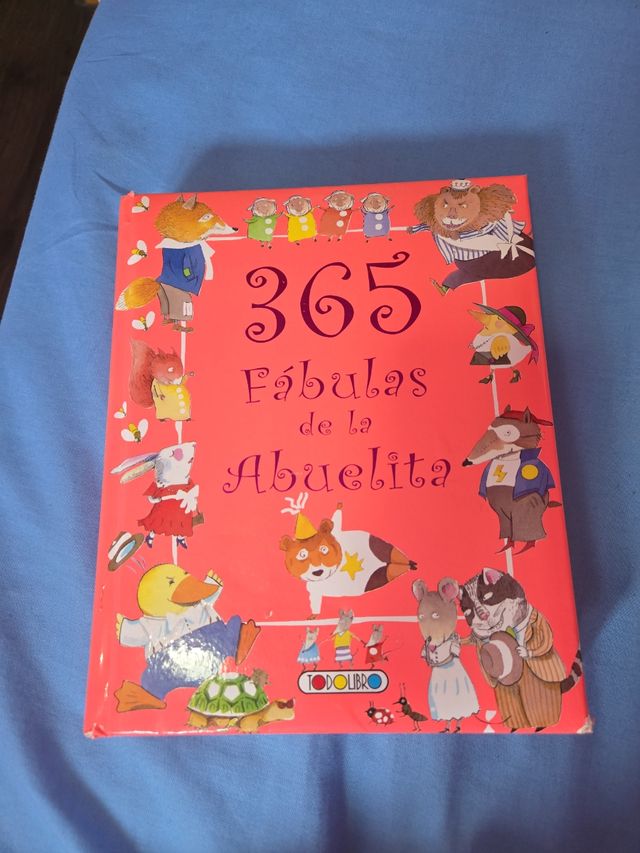 365
Fábulas
de la
Abuelita
TODOLIBRO